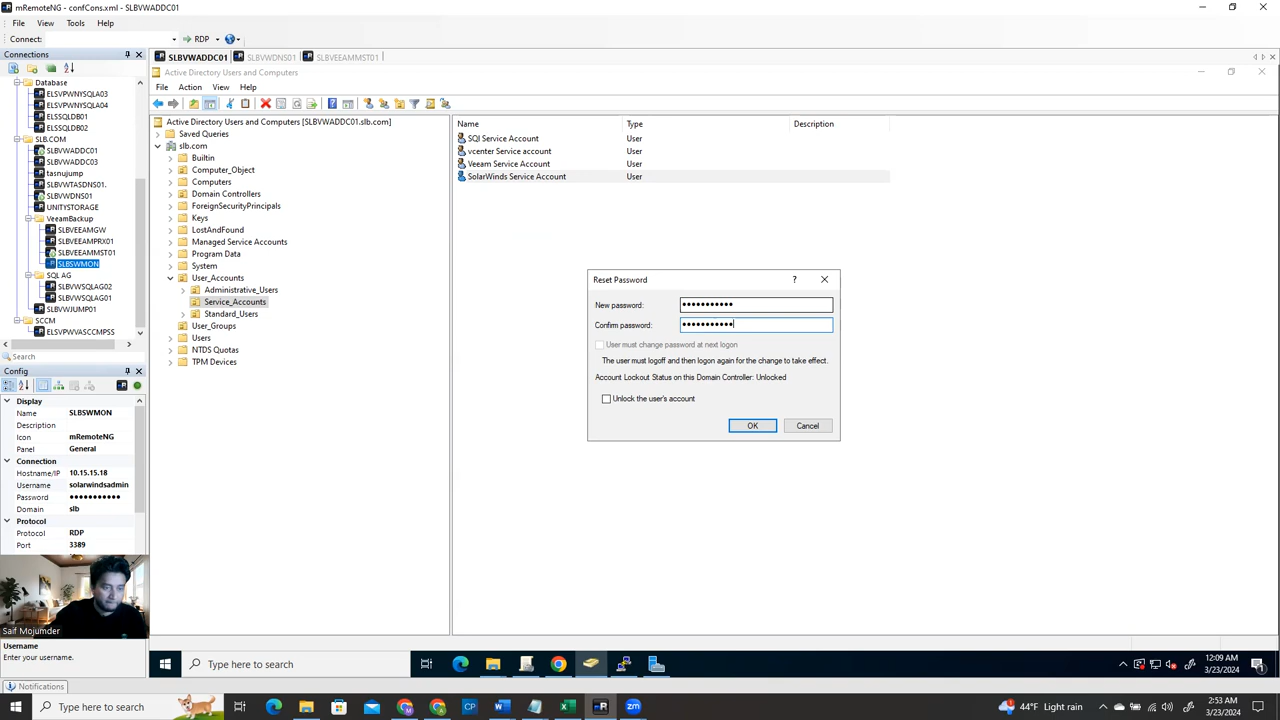 mRemoteNG - confCons.xml - SLBVWADDC01
File View Tools Help
Connect: RDP
Connections
Database
ELSVPWNYSQLA03
ELSVPWNYSQLA04
ELSSQLDB01
ELSSQLDB02
SLB.COM
SLBVWADDC01
SLBVWADDC03
tasnujump
SLBVWTASDNS01.
SLBVWDNS01
UNITYSTORAGE
VeeamBackup
SLBVEEAMGW
SLBVEEAMPRX01
SLBVEEAMMST01
SLBSWMON
SQL AG
SLBVWSQLAG02
SLBVWSQLAG01
SLBVWJUMP01
SCCM
ELSVPWVASCCMPSS
Search
Config
Display
Name SLBSWMON
Description
Icon mRemoteNG
Panel General
Connection
Hostname/IP 10.15.15.18
Username solarwindsadmin
Password ●●●●●●●●●●●
Domain slb
Protocol
Protocol RDP
Port 3389
Saif Mojumder
Username
Enter your username.
Notifications
SLBVWADDC01 SLBVWDNS01 SLBVEEAMMST01
Active Directory Users and Computers
File Action View Help
Active Directory Users and Computers [SLBVWADDC01.slb.com]
Saved Queries
slb.com
Builtin
Computer_Object
Computers
Domain Controllers
ForeignSecurityPrincipals
Keys
LostAndFound
Managed Service Accounts
Program Data
System
User_Accounts
Administrative_Users
Service_Accounts
Standard_Users
User_Groups
Users
NTDS Quotas
TPM Devices
Name Type Description
SQl Service Account User
vcenter Service account User
Veeam Service Account User
SolarWinds Service Account User
Reset Password ?
New password: ●●●●●●●●●●●
Confirm password: ●●●●●●●●●●●
User must change password at next logon
The user must logoff and then logon again for the change to take effect.
Account Lockout Status on this Domain Controller: Unlocked
Unlock the user's account
OK Cancel
Type here to search
12:09 AM
3/23/2024
Type here to search
44°F Light rain
2:53 AM
3/23/2024